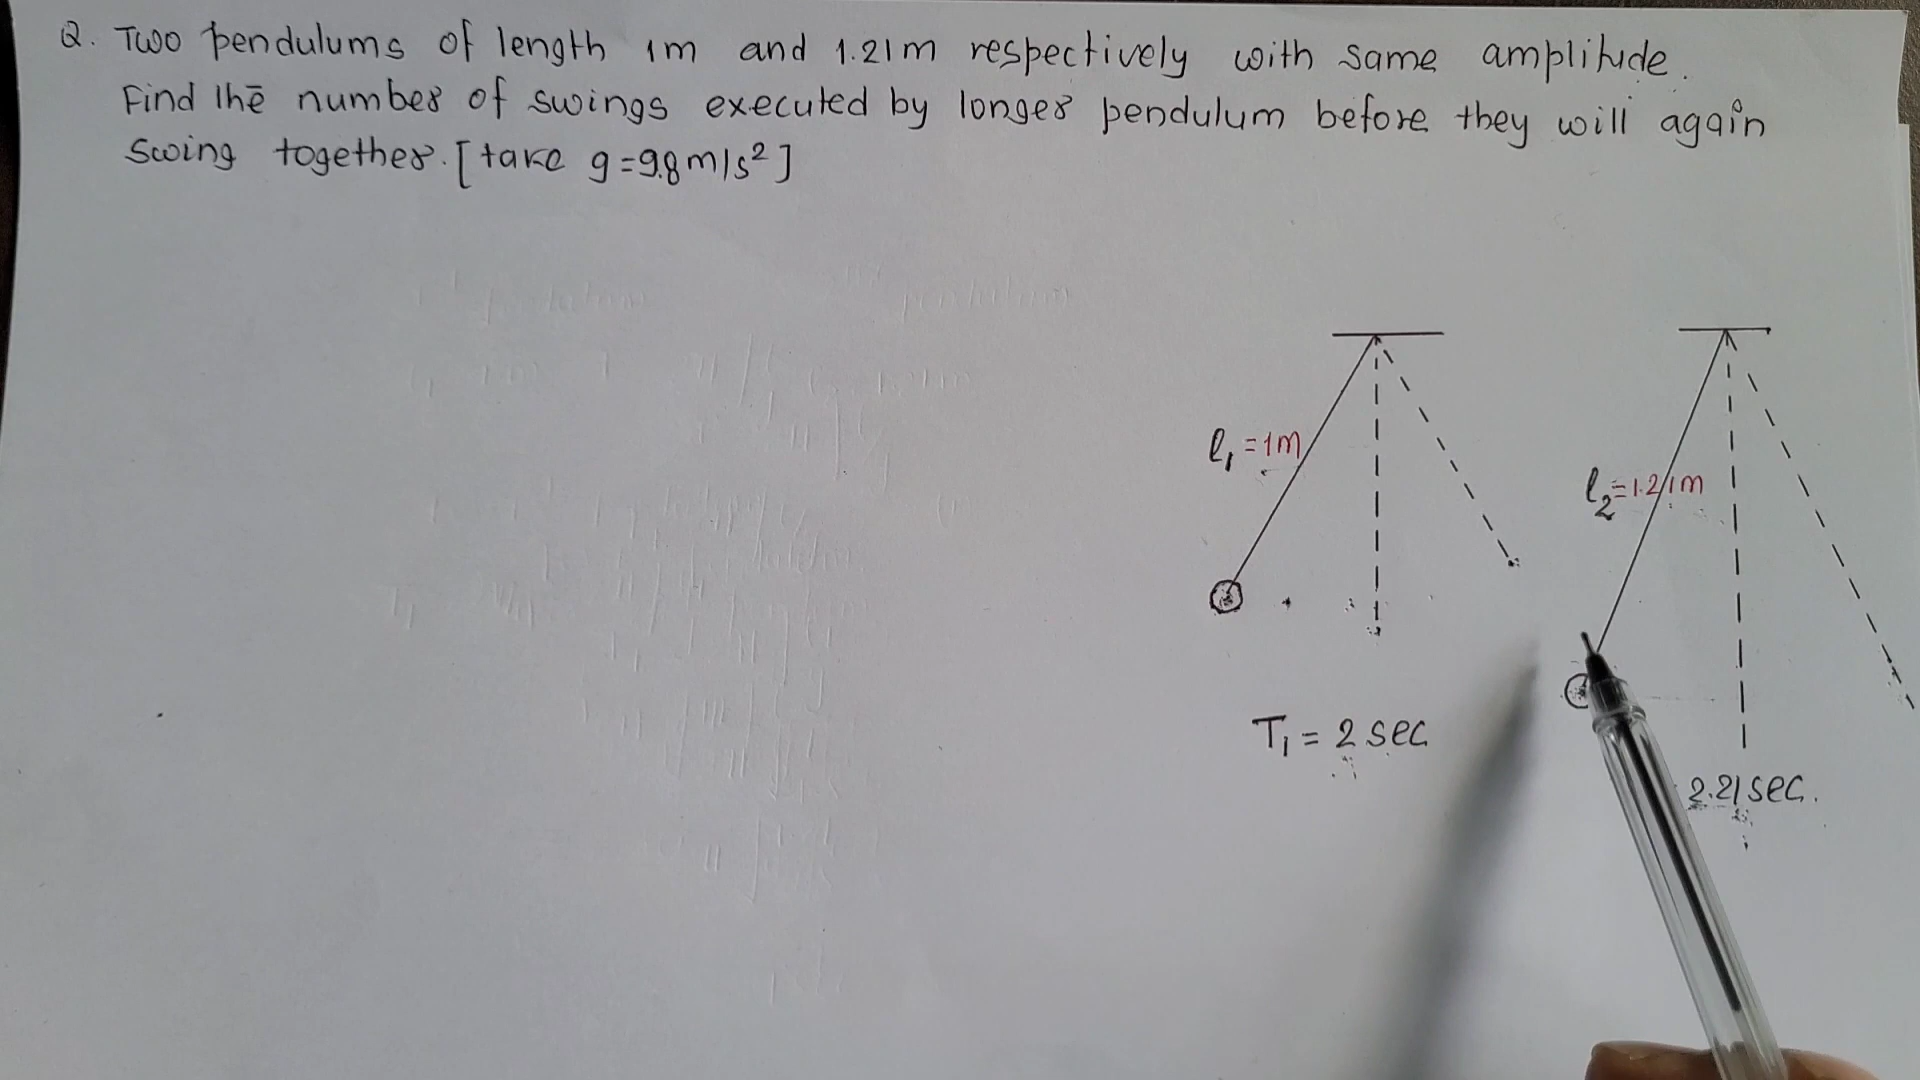 Q. Two pendulums of length 1m and 1.21m respectively with same amplitude.
Find the number of swings executed by longer pendulum before they will again
swing together. [take g=9.8m/s²]
l₁ =1m
l₂=1.21m
T₁ = 2 sec
2.21sec.